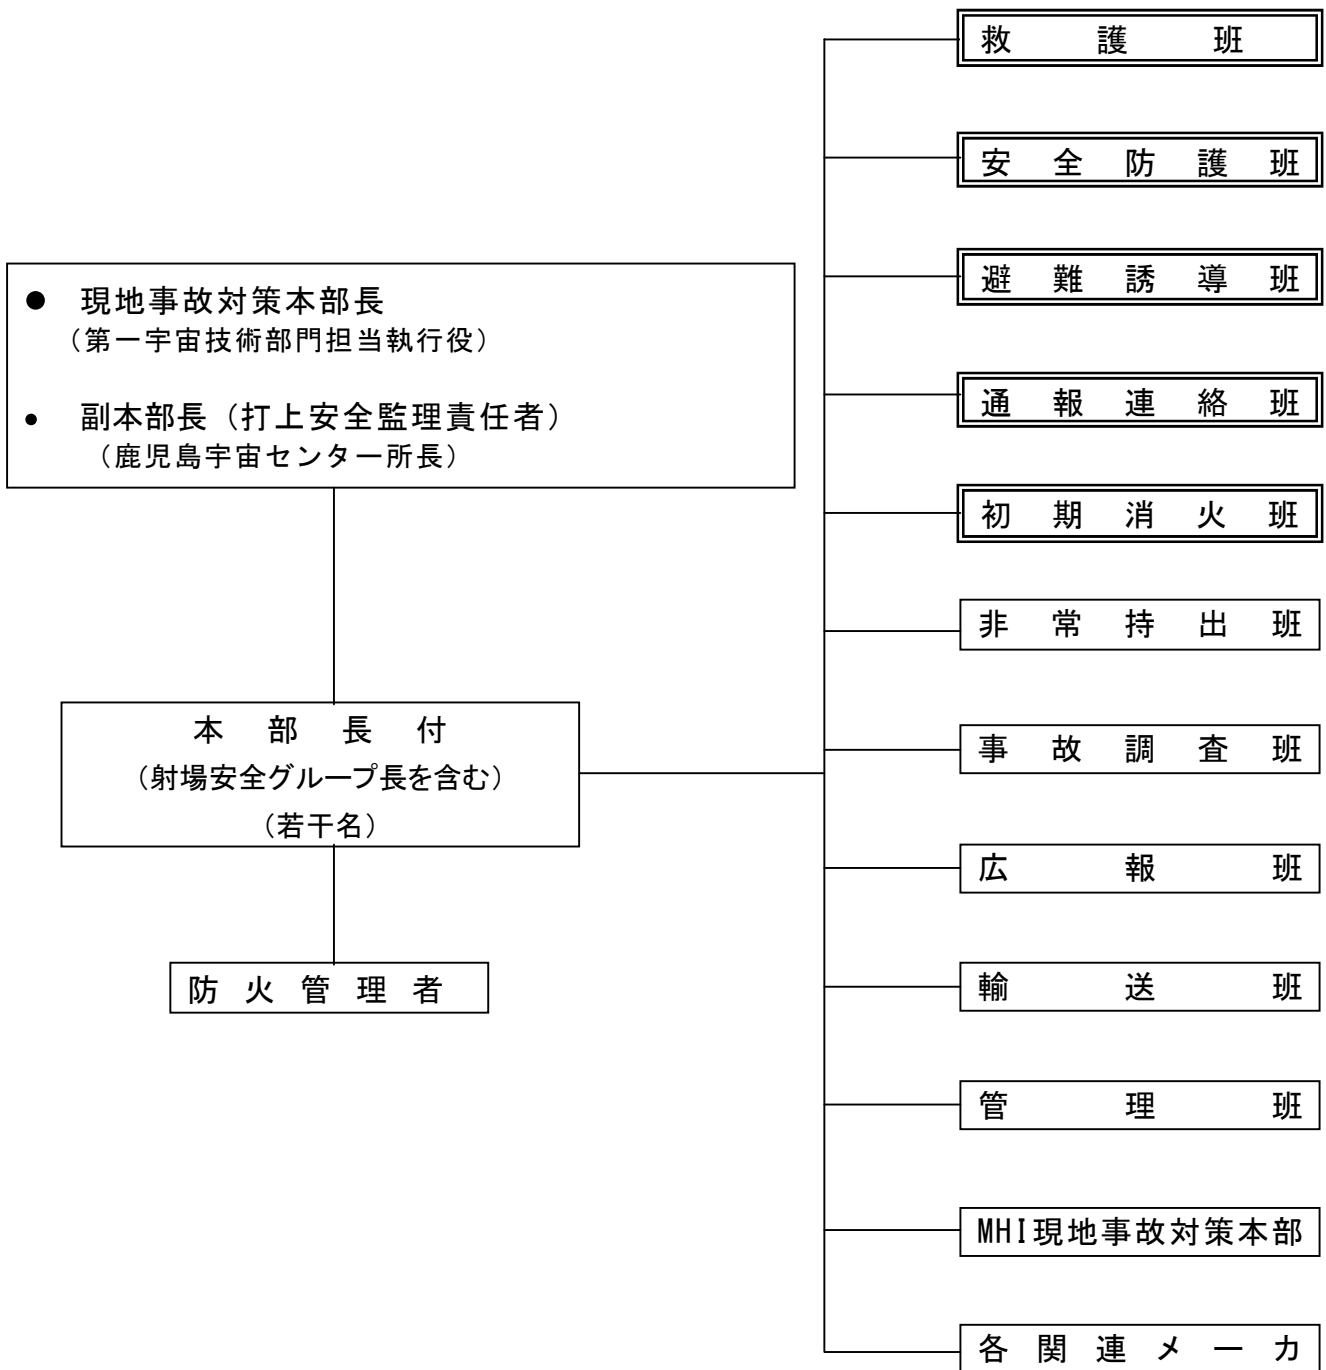 ● 現地事故対策本部長
(第一宇宙技術部門担当執行役)
● 副本部長(打上安全監理責任者)
(鹿児島宇宙センター所長)
本部長付
(射場安全グループ長を含む)
(若干名)
防火管理者
救護班
安全防護班
避難誘導班
通報連絡班
初期消火班
非常持出班
事故調査班
広報班
輸送班
管理班
MHI現地事故対策本部
各関連メーカ